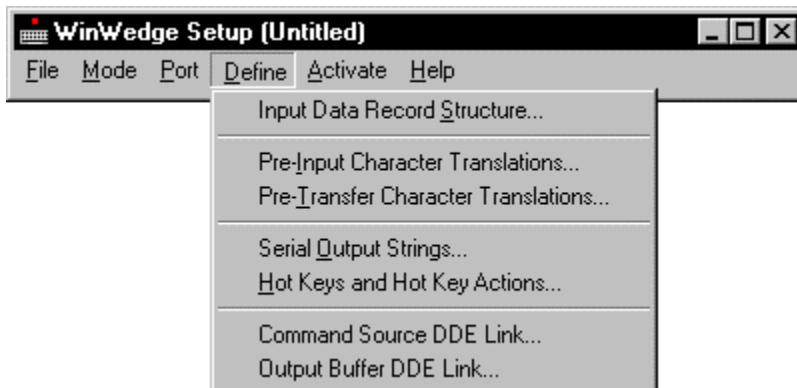 WinWedge Setup (Untitled)
File Mode Port Define Activate Help
Input Data Record Structure...
Pre-Input Character Translations...
Pre-Transfer Character Translations...
Serial Output Strings...
Hot Keys and Hot Key Actions...
Command Source DDE Link...
Output Buffer DDE Link...